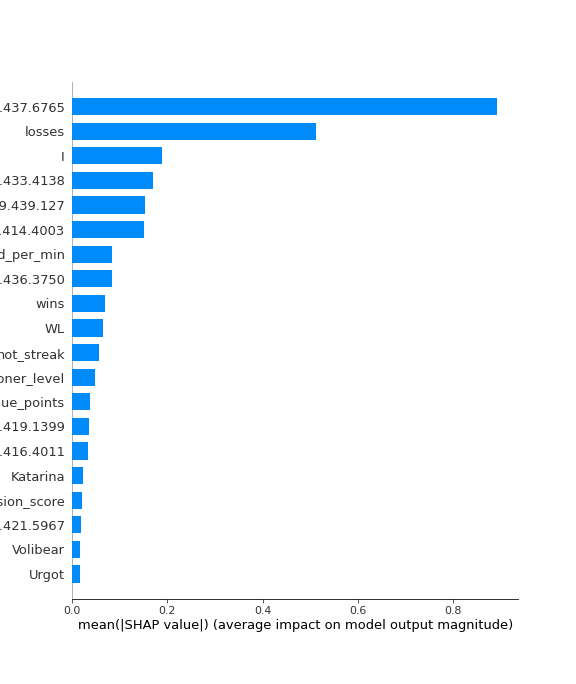 .437.6765
losses
I
.433.4138
9.439.127
.414.4003
d_per_min
.436.3750
wins
WL
hot_streak
oner_level
ue_points
.419.1399
.416.4011
Katarina
sion_score
.421.5967
Volibear
Urgot
0.0 0.2 0.4 0.6 0.8
mean(|SHAP value|) (average impact on model output magnitude)